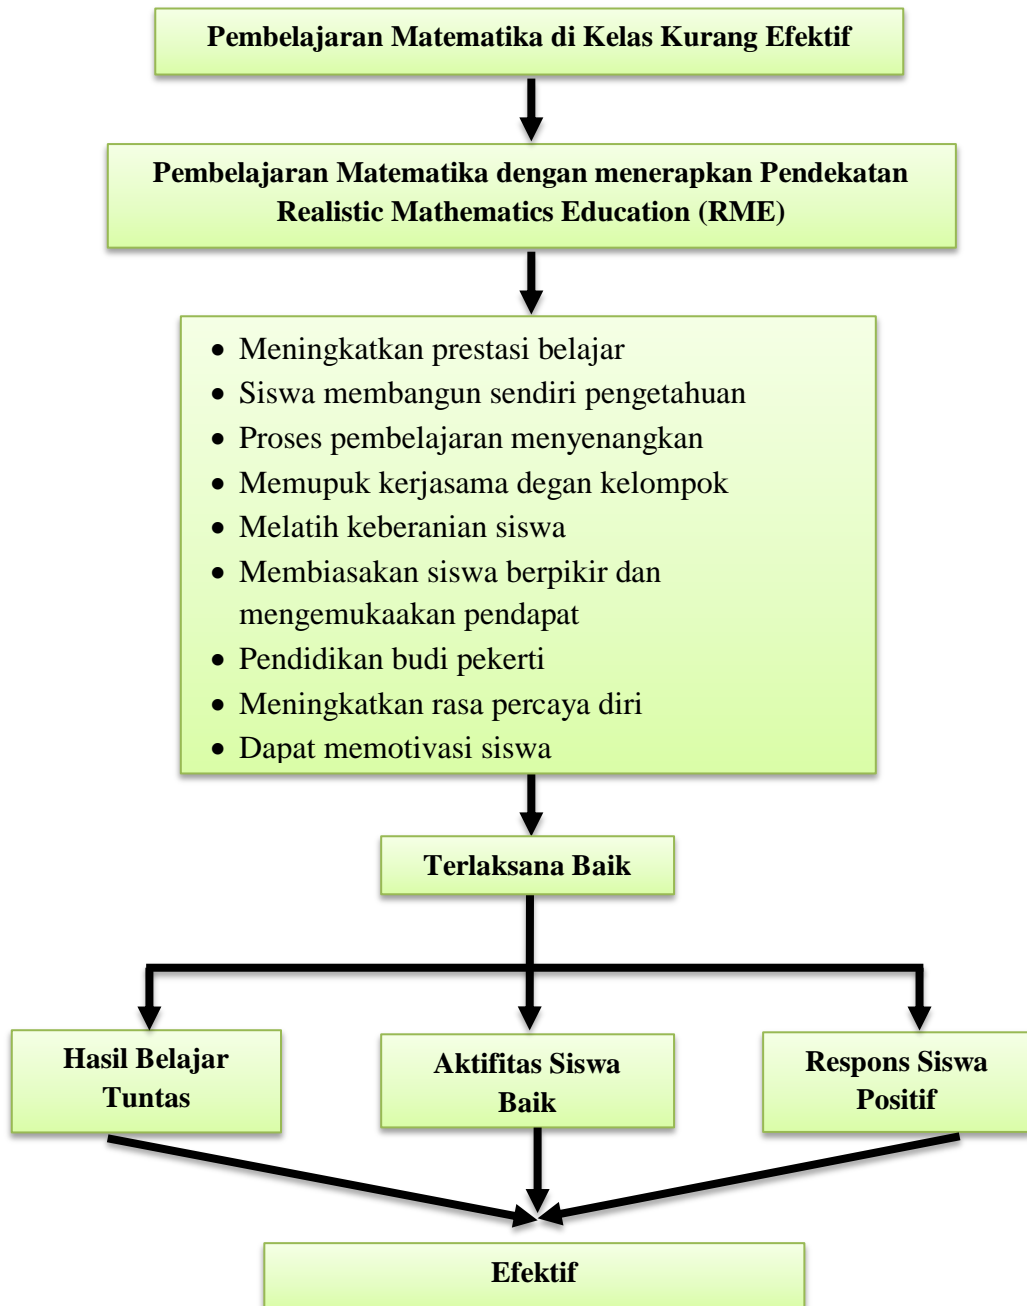 Pembelajaran Matematika di Kelas Kurang Efektif
Pembelajaran Matematika dengan menerapkan Pendekatan
Realistic Mathematics Education (RME)
• Meningkatkan prestasi belajar
• Siswa membangun sendiri pengetahuan
• Proses pembelajaran menyenangkan
• Memupuk kerjasama degan kelompok
• Melatih keberanian siswa
• Membiasakan siswa berpikir dan
mengemukaakan pendapat
• Pendidikan budi pekerti
• Meningkatkan rasa percaya diri
• Dapat memotivasi siswa
Terlaksana Baik
Hasil Belajar
Tuntas
Aktifitas Siswa
Baik
Respons Siswa
Positif
Efektif